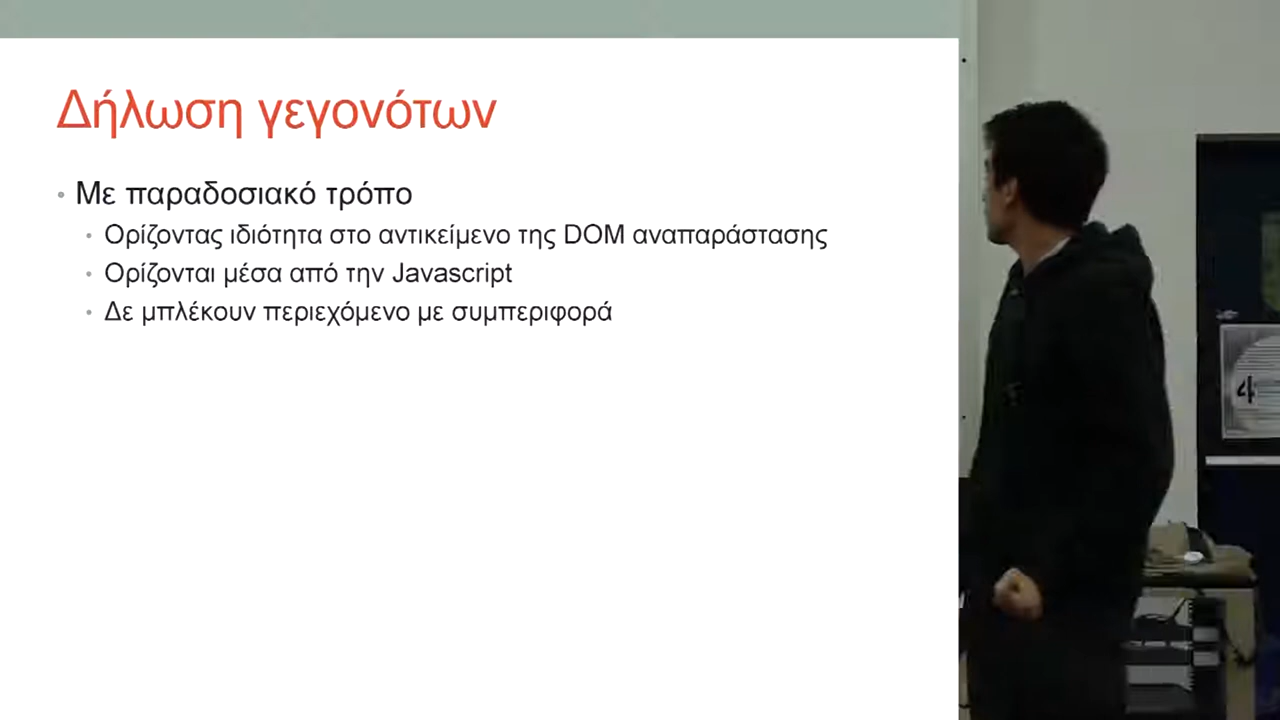 Δήλωση γεγονότων
Με παραδοσιακό τρόπο
Ορίζοντας ιδιότητα στο αντικείμενο της DOM αναπαράστασης
Ορίζονται μέσα από την Javascript
Δε μπλέκουν περιεχόμενο με συμπεριφορά
4